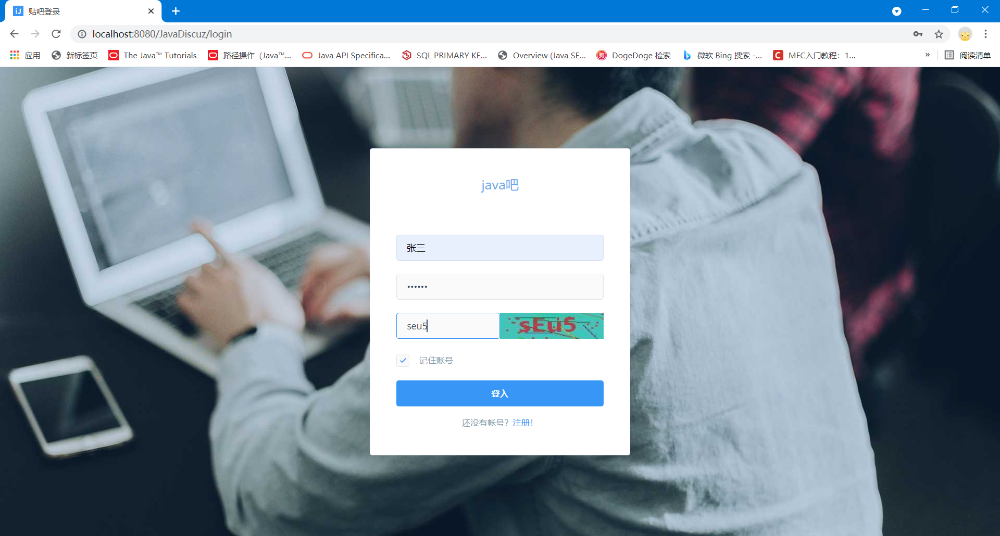 贴吧登录
localhost:8080/JavaDiscuz/login
应用 新标签页 The Java™ Tutorials 路径操作（Java™... Java API Specifica... SQL PRIMARY KE... Overview (Java SE... DogeDoge 检索 微软 Bing 搜索 -... MFC入门教程：1... » 阅读清单
java吧
张三
••••••
seu5 sEu5
记住账号
登入
还没有帐号？注册！